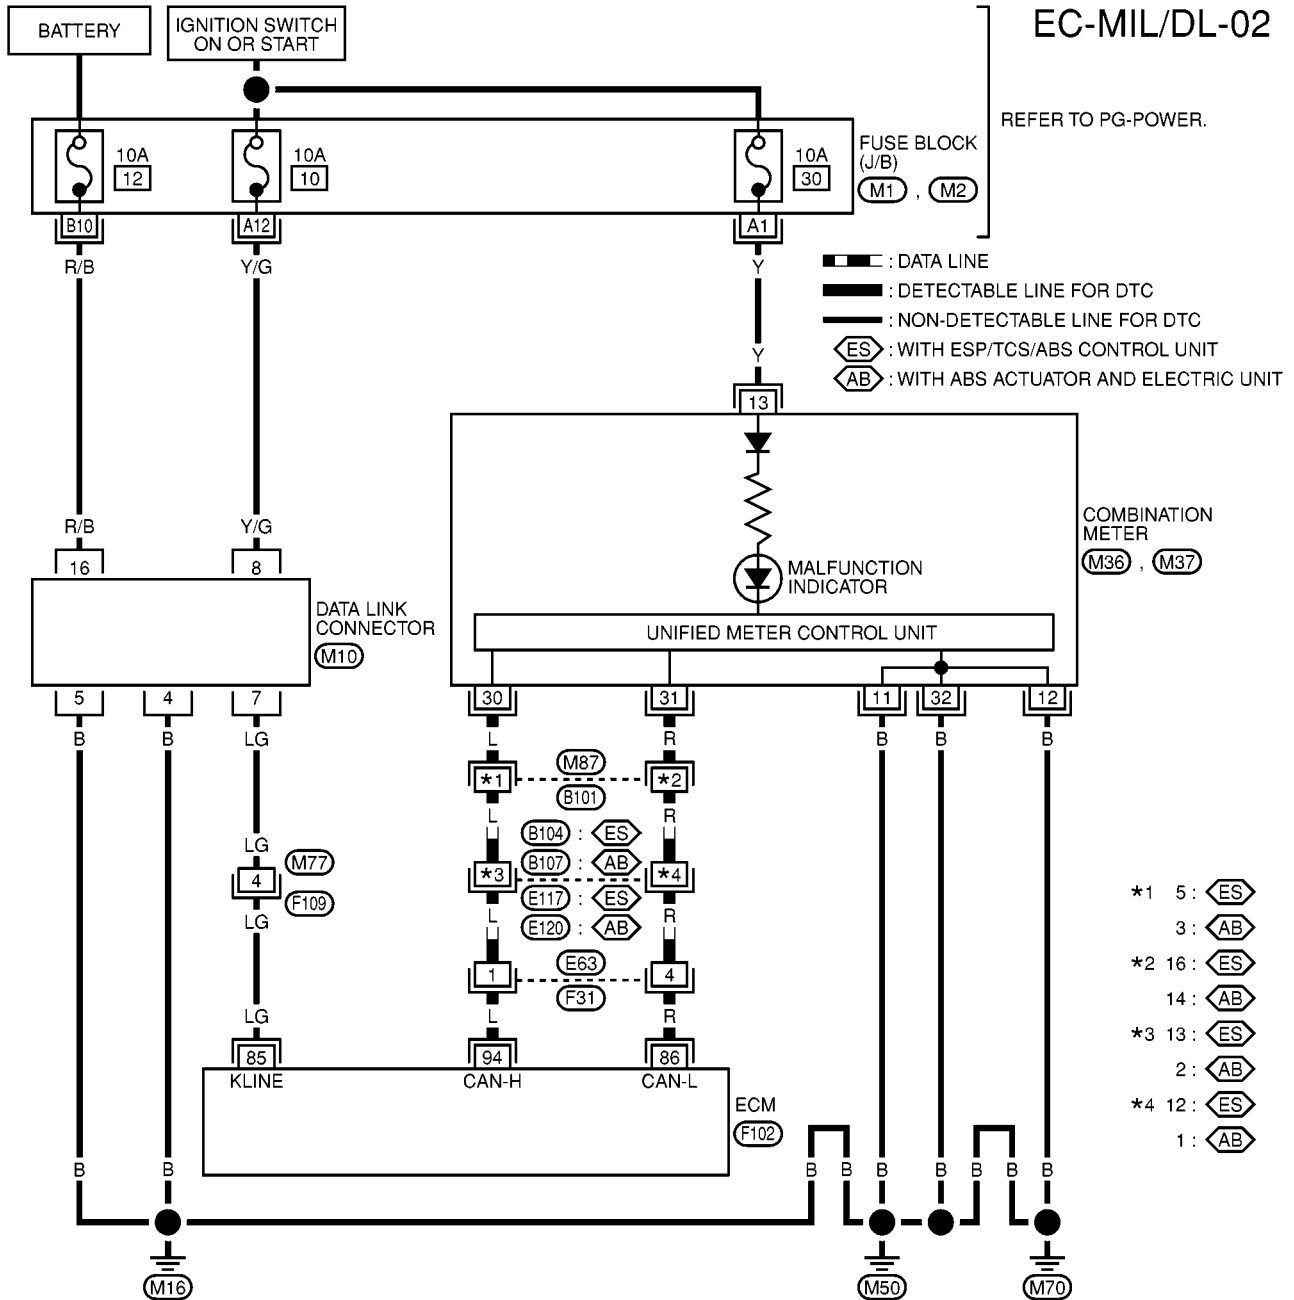 EC-MIL/DL-02
BATTERY
IGNITION SWITCH
ON OR START
REFER TO PG-POWER.
10A
12
10A
10
10A
30
FUSE BLOCK
(J/B)
M1 , M2
B10
A12
A1
R/B
Y/G
Y
: DATA LINE
: DETECTABLE LINE FOR DTC
: NON-DETECTABLE LINE FOR DTC
ES : WITH ESP/TCS/ABS CONTROL UNIT
AB : WITH ABS ACTUATOR AND ELECTRIC UNIT
Y
13
R/B
Y/G
16
8
DATA LINK
CONNECTOR
M10
MALFUNCTION
INDICATOR
COMBINATION
METER
M36 , M37
UNIFIED METER CONTROL UNIT
5
4
7
30
31
11
32
12
B
B
LG
L
R
B
B
B
*1
M87
B101
*2
L
R
B104 : ES
B107 : AB
*3
*4
E117 : ES
E120 : AB
L
R
LG
4
M77
F109
LG
1
E63
F31
4
LG
L
R
85
94
86
KLINE
CAN-H
CAN-L
ECM
F102
*1 5 : ES
3 : AB
*2 16 : ES
14 : AB
*3 13 : ES
2 : AB
*4 12 : ES
1 : AB
B
B
B
B
B
B
B
B
B
M16
M50
M70